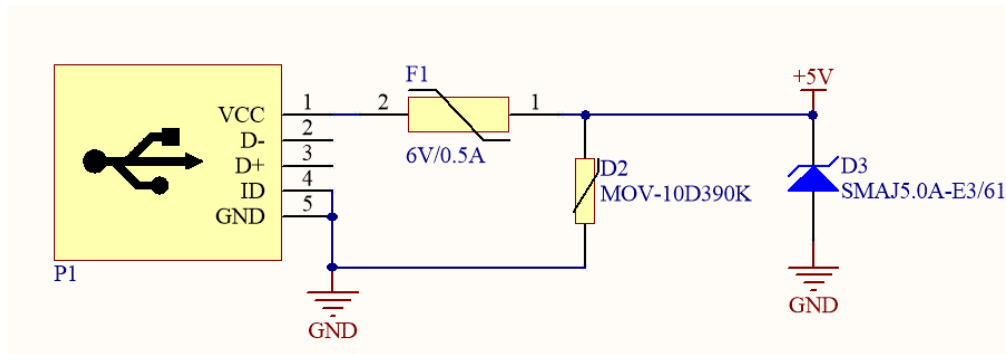 F1
+5V
VCC 1 2 1
D- 2
6V/0.5A
D+ 3
D2
D3
ID 4
MOV-10D390K
SMAJ5.0A-E3/61
GND 5
P1
GND
GND